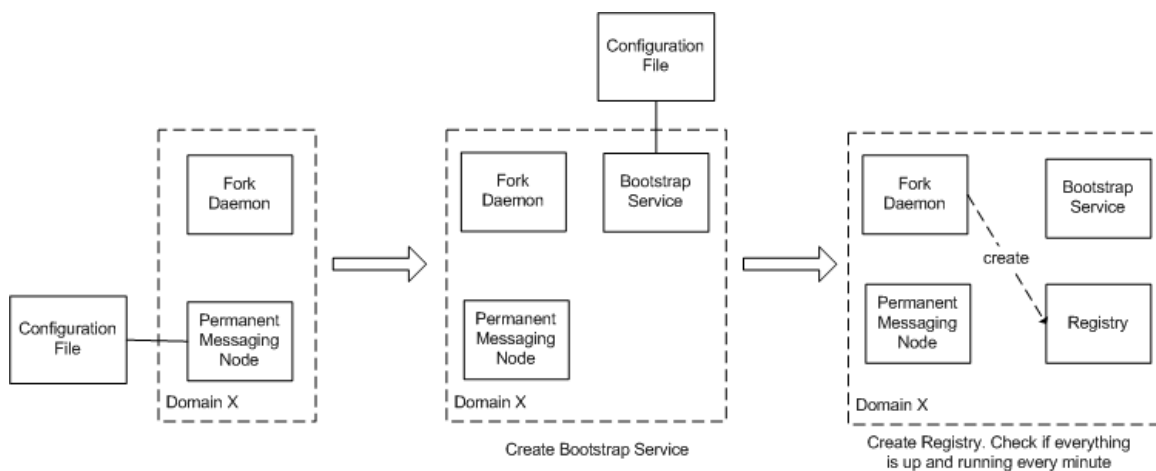 Configuration
File
Fork
Daemon
Permanent
Messaging
Node
Domain X
Configuration
File
Fork
Daemon
Bootstrap
Service
Permanent
Messaging
Node
Domain X
Create Bootstrap Service
Fork
Daemon
Bootstrap
Service
create
Permanent
Messaging
Node
Registry
Domain X
Create Registry. Check if everything
is up and running every minute